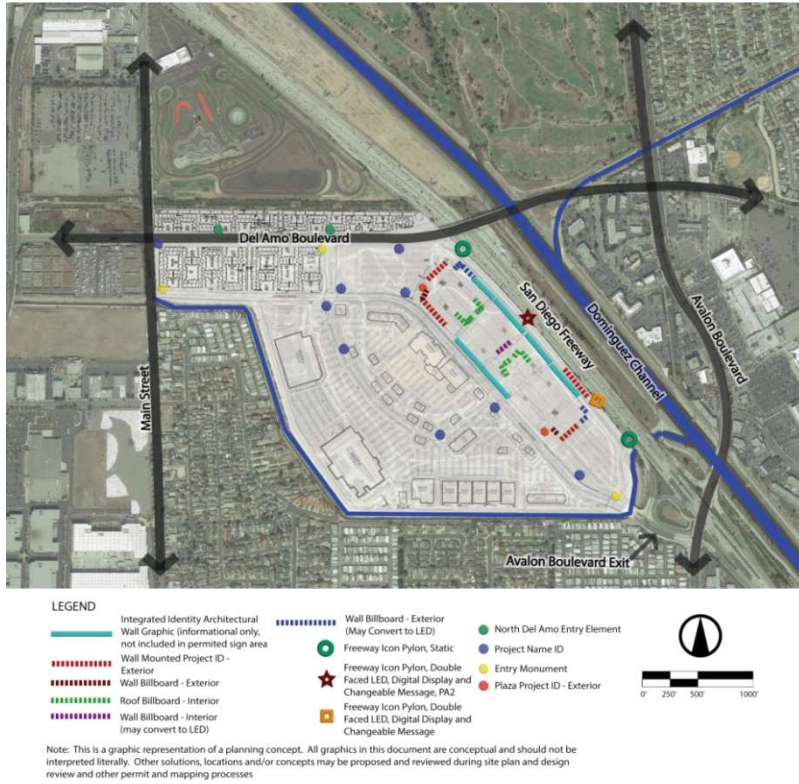 Del Amo Boulevard
San Diego Freeway
Dominguez Channel
Avalon Boulevard
Main Street
Avalon Boulevard Exit
LEGEND
Integrated Identity Architectural
Wall Graphic (informational only,
not included in permited sign area
Wall Mounted Project ID -
Exterior
Wall Billboard - Exterior
Roof Billboard - Interior
Wall Billboard - Interior
(may convert to LED)
Wall Billboard - Exterior
(May Convert to LED)
Freeway Icon Pylon, Static
Freeway Icon Pylon, Double
Faced LED, Digital Display and
Changeable Message, PA2
Freeway Icon Pylon, Double
Faced LED, Digital Display and
Changeable Message
North Del Amo Entry Element
Project Name ID
Entry Monument
Plaza Project ID - Exterior
0' 250' 500' 1000'
Note: This is a graphic representation of a planning concept. All graphics in this document are conceptual and should not be
interpreted literally. Other solutions, locations and/or concepts may be proposed and reviewed during site plan and design
review and other permit and mapping processes